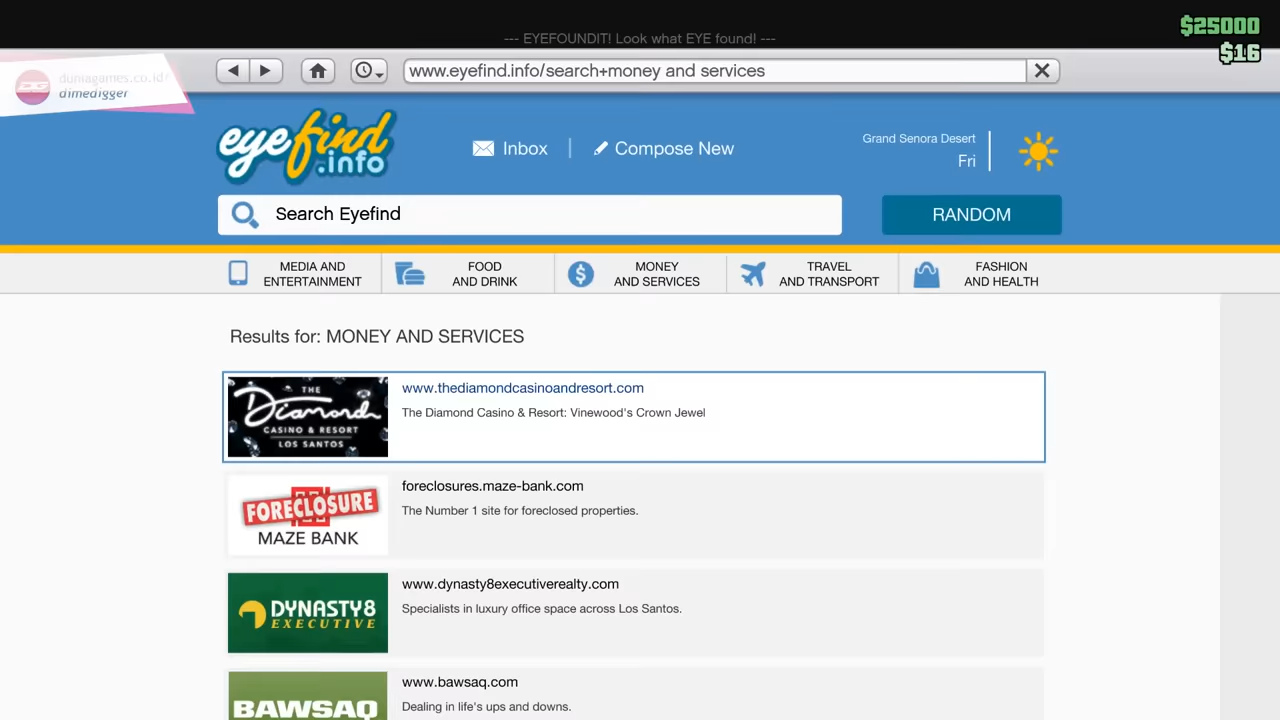 --- EYEFOUNDIT! Look what EYE found! ---
$25000
$16
duniagames.co.id/
dimedigger
www.eyefind.info/search+money and services
eyefind
.info
Inbox
Compose New
Grand Senora Desert
Fri
Search Eyefind
RANDOM
MEDIA AND
ENTERTAINMENT
FOOD
AND DRINK
MONEY
AND SERVICES
TRAVEL
AND TRANSPORT
FASHION
AND HEALTH
Results for: MONEY AND SERVICES
THE
Diamond
CASINO & RESORT
LOS SANTOS
www.thediamondcasinoandresort.com
The Diamond Casino & Resort: Vinewood's Crown Jewel
FORECLOSURE
MAZE BANK
foreclosures.maze-bank.com
The Number 1 site for foreclosed properties.
DYNASTY8
EXECUTIVE
www.dynasty8executiverealty.com
Specialists in luxury office space across Los Santos.
BAWSAQ
www.bawsaq.com
Dealing in life's ups and downs.